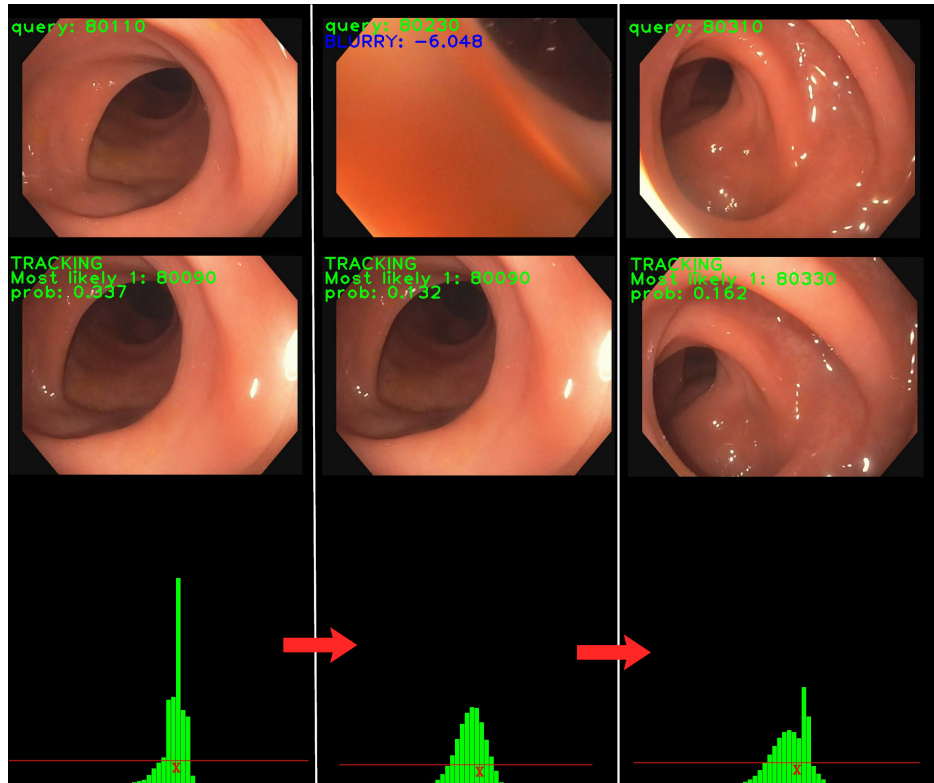 query: 80110
TRACKING
Most likely 1: 80090
prob: 0.337
X
query: 80230
BLURRY: -6.048
TRACKING
Most likely 1: 80090
prob: 0.132
X
query: 80310
TRACKING
Most likely 1: 80330
prob: 0.162
X